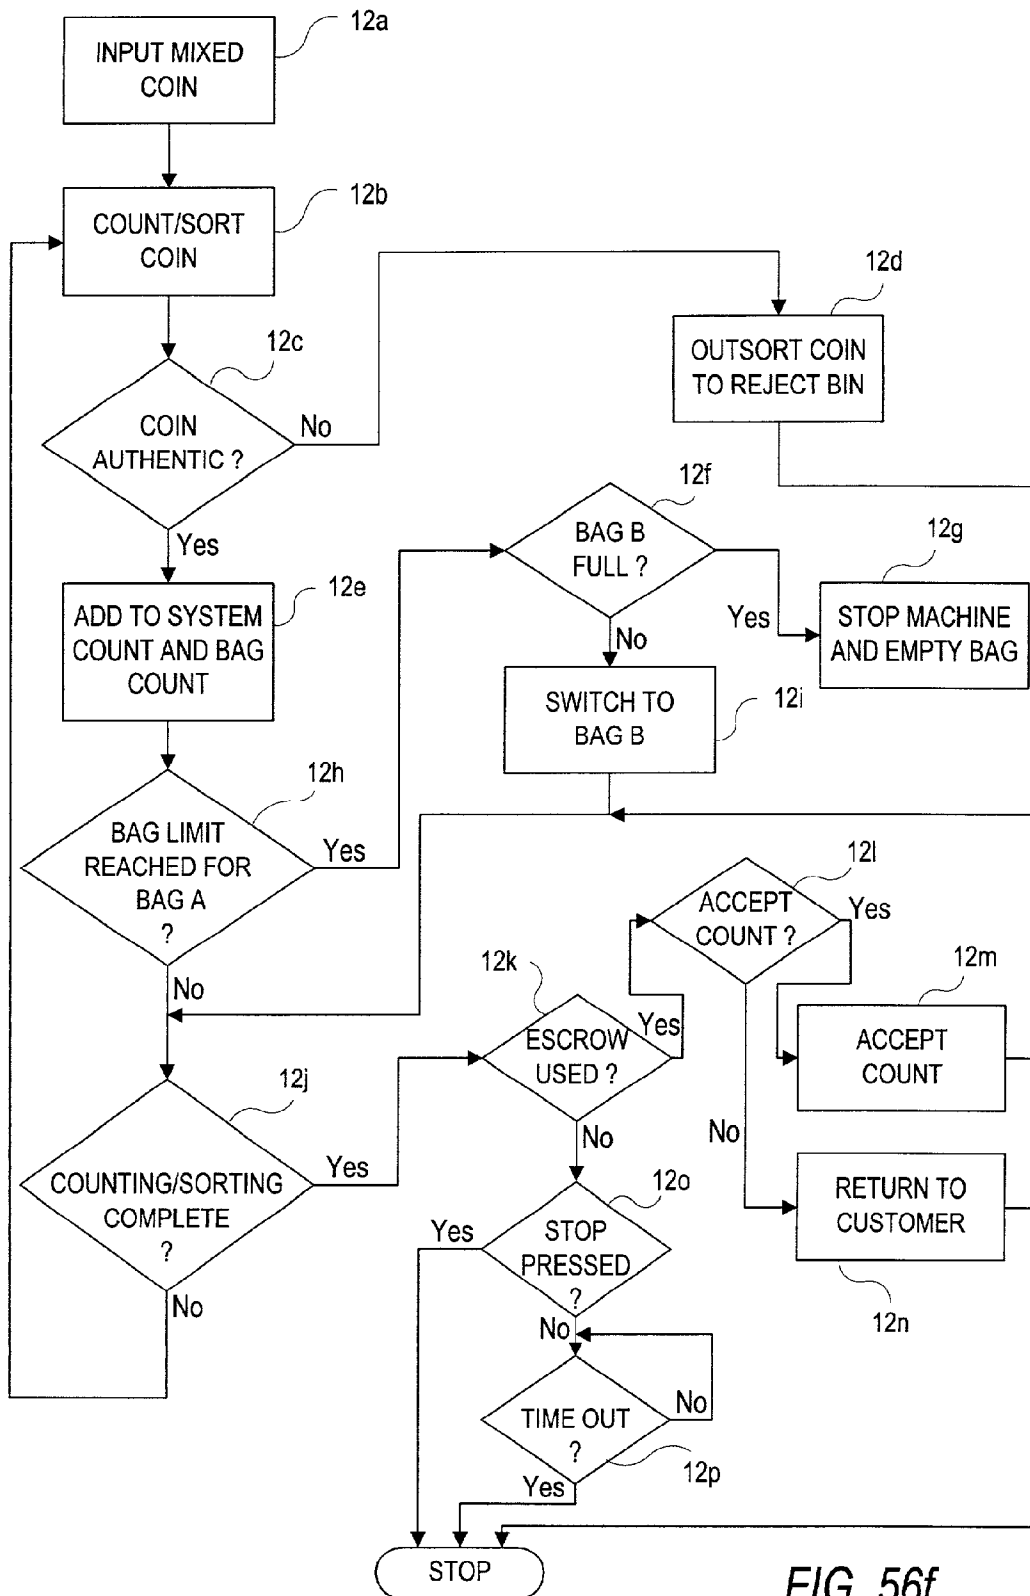 12a
INPUT MIXED
COIN
12b
COUNT/SORT
COIN
12d
OUTSORT COIN
TO REJECT BIN
12c
COIN
AUTHENTIC ?
No
Yes
12f
BAG B
FULL ?
Yes
No
12g
STOP MACHINE
AND EMPTY BAG
12e
ADD TO SYSTEM
COUNT AND BAG
COUNT
12i
SWITCH TO
BAG B
12h
BAG LIMIT
REACHED FOR
BAG A
?
Yes
No
12l
ACCEPT
COUNT ?
Yes
No
12k
ESCROW
USED ?
Yes
No
12m
ACCEPT
COUNT
12j
COUNTING/SORTING
COMPLETE
?
Yes
No
RETURN TO
CUSTOMER
12n
12o
STOP
PRESSED
?
Yes
No
TIME OUT
?
No
Yes
12p
STOP
FIG. 56f